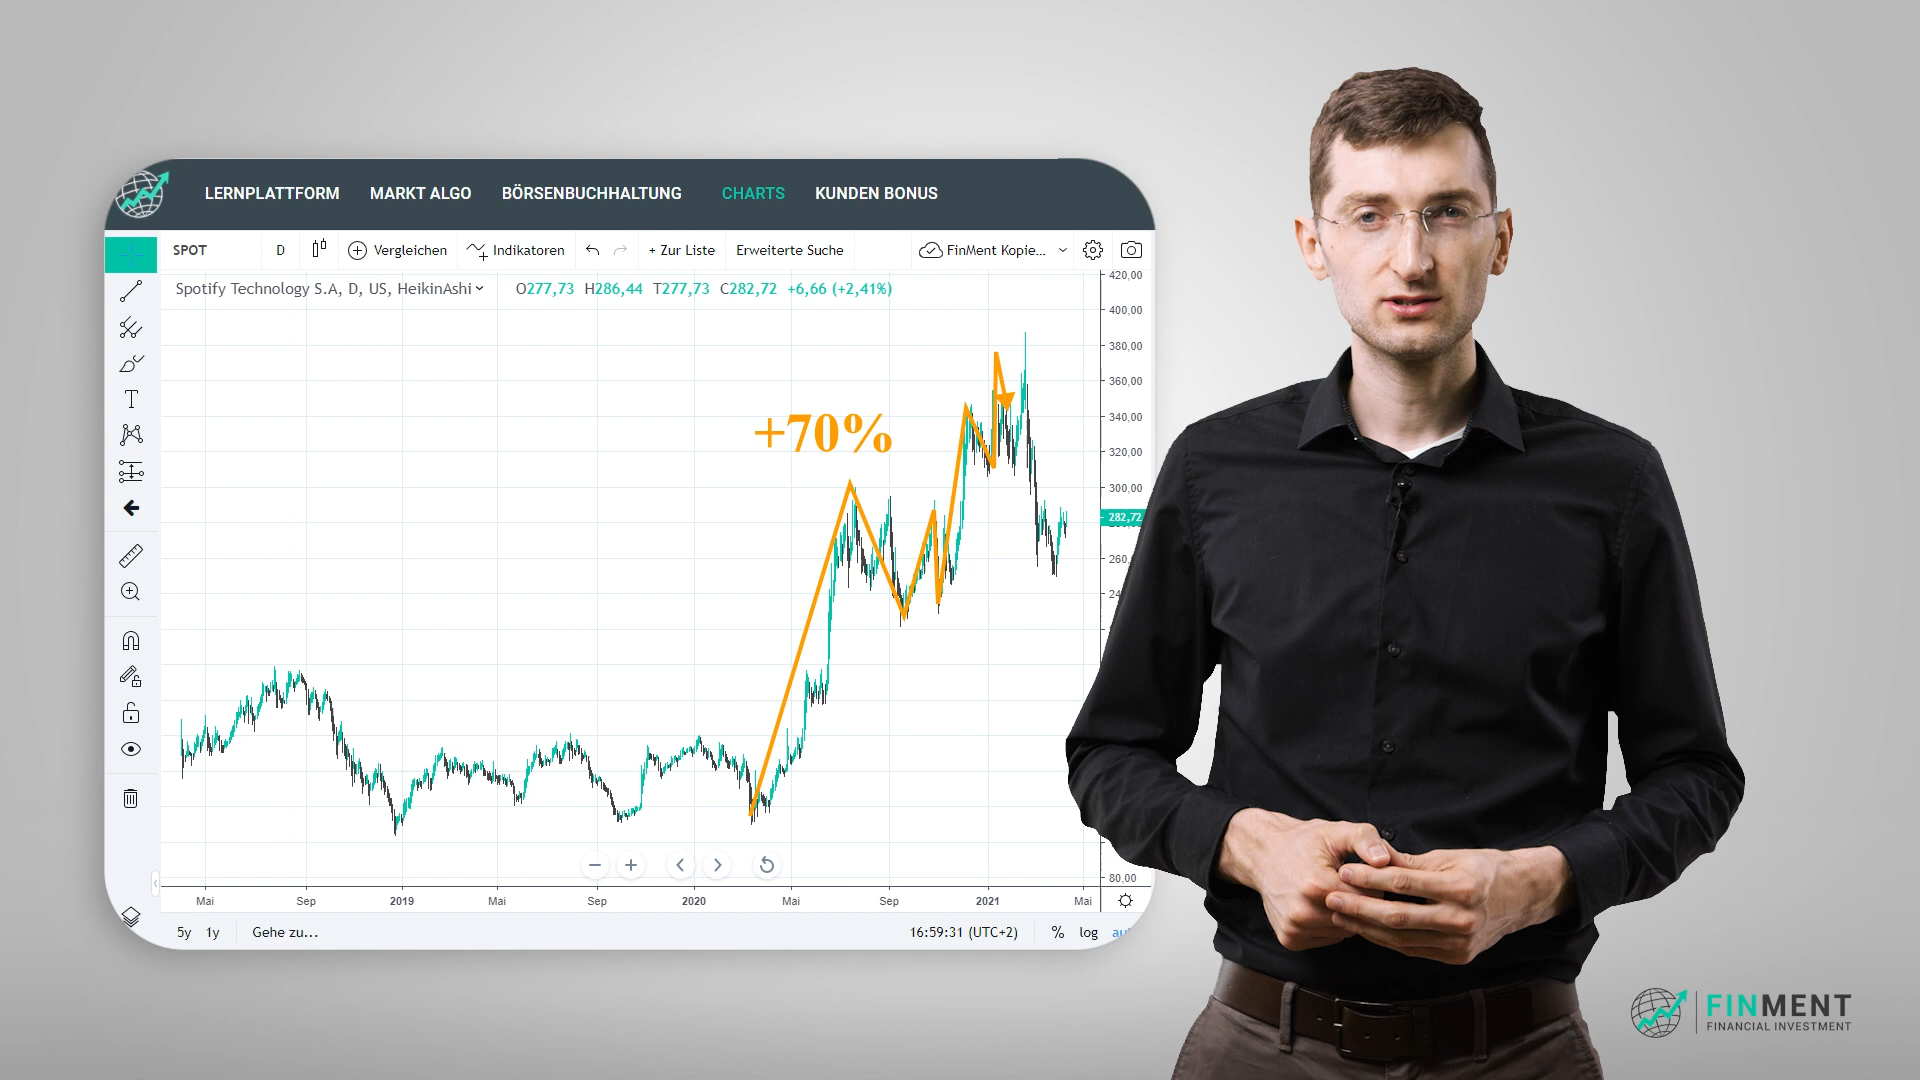 LERNPLATTFORM MARKT ALGO BÖRSENBUCHHALTUNG CHARTS KUNDEN BONUS
SPOT D Vergleichen Indikatoren + Zur Liste Erweiterte Suche FinMent Kopie...
Spotify Technology S.A, D, US, HeikinAshi O277,73 H286,44 T277,73 C282,72 +6,66 (+2,41%)
420,00
400,00
380,00
360,00
340,00
+70%
320,00
300,00
282,72
260,
24
80,00
Mai Sep 2019 Mai Sep 2020 Mai Sep 2021 Mai
5y 1y Gehe zu... 16:59:31 (UTC+2) % log au
FINMENT
FINANCIAL INVESTMENT